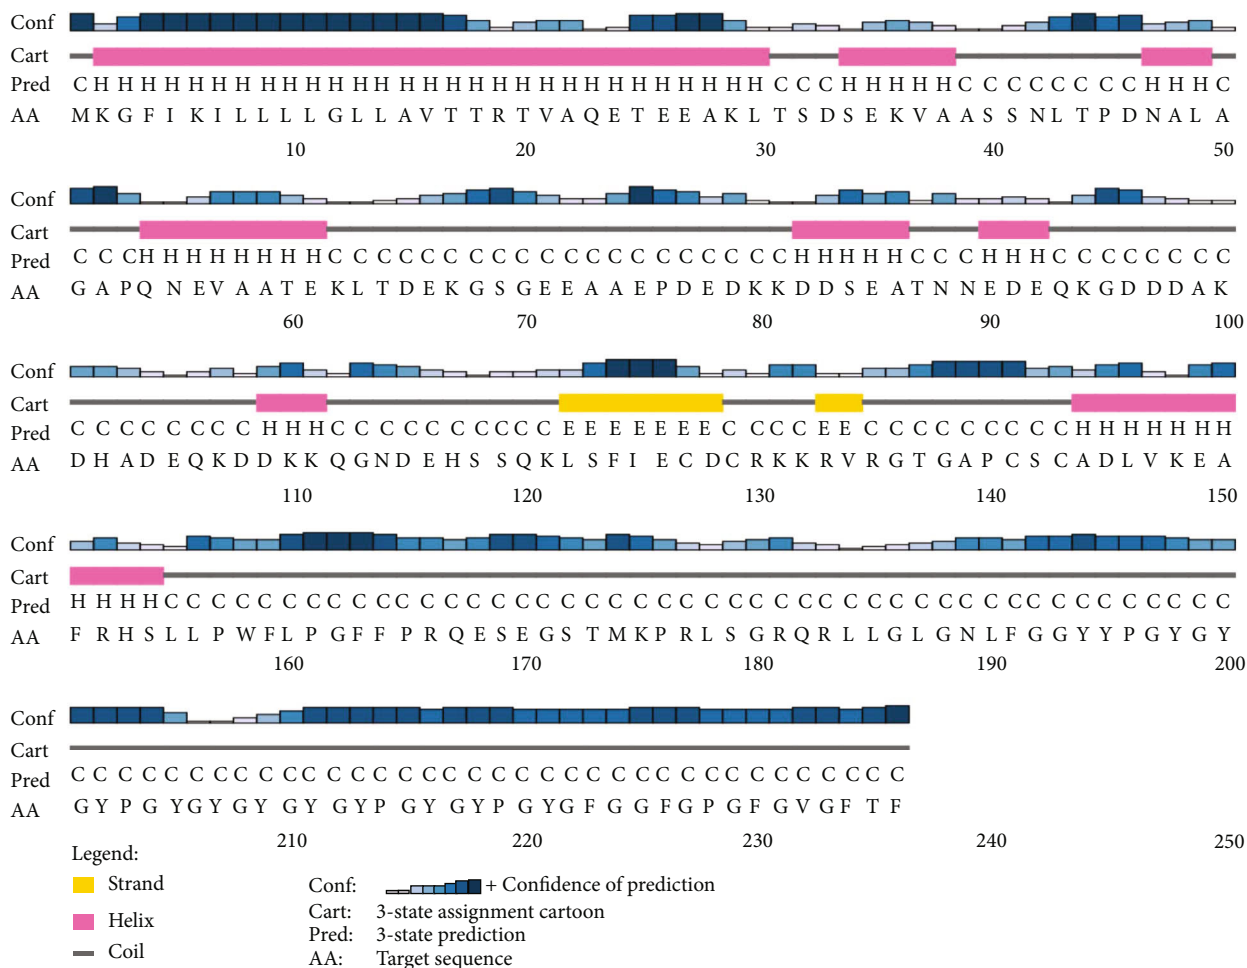 Conf
Cart
Pred C H H H H H H H H H H H H H H H H H H H H H H H H H H H H H C C C H H H H H C C C C C C C C H H H C
AA M K G F I K I L L L L G L L A V T T R T V A Q E T E E A K L T S D S E K V A A S S N L T P D N A L A
10 20 30 40 50
Conf
Cart
Pred C C C H H H H H H H H C C C C C C C C C C C C C C C C C C C C H H H H H C C C H H H C C C C C C C C
AA G A P Q N E V A A T E K L T D E K G S G E E A A E P D E D K K D D S E A T N N E D E Q K G D D D A K
60 70 80 90 100
Conf
Cart
Pred C C C C C C C C H H H C C C C C C C C C C E E E E E E E C C C C E E C C C C C C C C C H H H H H H H
AA D H A D E Q K D D K K Q G N D E H S S Q K L S F I E C D C R K K R V R G T G A P C S C A D L V K E A
110 120 130 140 150
Conf
Cart
Pred H H H H C C C C C C C C C C C C C C C C C C C C C C C C C C C C C C C C C C C C C C C C C C C C C C
AA F R H S L L P W F L P G F F P R Q E S E G S T M K P R L S G R Q R L L G L G N L F G G Y Y P G Y G Y
160 170 180 190 200
Conf
Cart
Pred C C C C C C C C C C C C C C C C C C C C C C C C C C C C C C C C C C C C
AA G Y P G Y G Y G Y G Y G Y P G Y G Y P G Y G F G G F G P G F G V G F T F
210 220 230 240 250
Legend:
Strand
Helix
Coil
Conf: + Confidence of prediction
Cart: 3-state assignment cartoon
Pred: 3-state prediction
AA: Target sequence